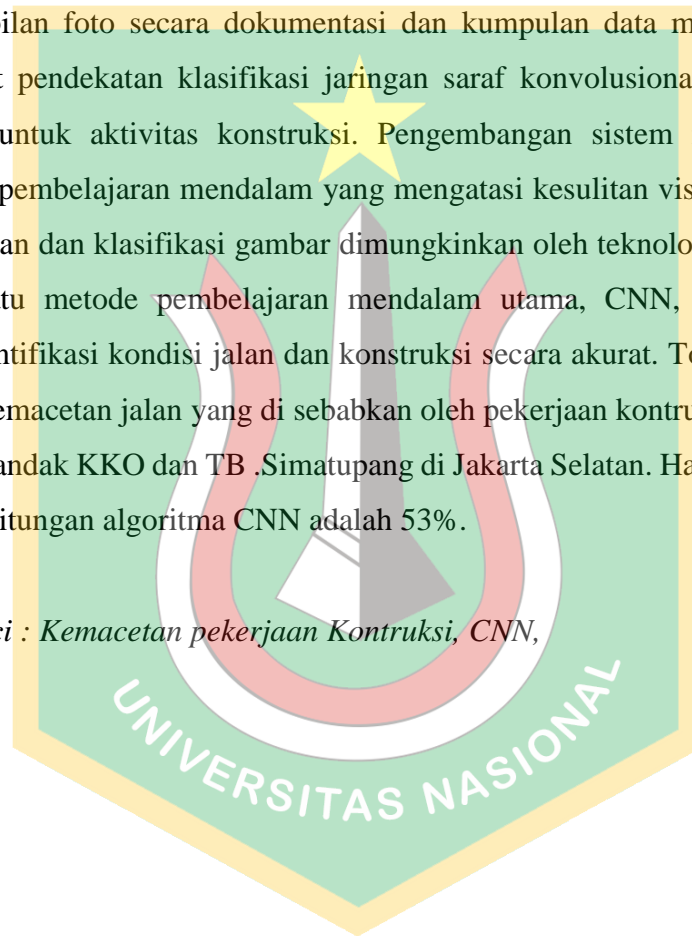 bilan foto secara dokumentasi dan kumpulan data m
pendekatan klasifikasi jaringan saraf konvolusiona
untuk aktivitas konstruksi. Pengembangan sistem
pembelajaran mendalam yang mengatasi kesulitan vis
an dan klasifikasi gambar dimungkinkan oleh teknolo
tu metode pembelajaran mendalam utama, CNN,
ntifikasi kondisi jalan dan konstruksi secara akurat. To
emacetan jalan yang di sebabkan oleh pekerjaan kontru
andak KKO dan TB .Simatupang di Jakarta Selatan. Ha
itungan algoritma CNN adalah 53%.
ci : Kemacetan pekerjaan Kontruksi, CNN,
UNIVERSITAS NASIONAL